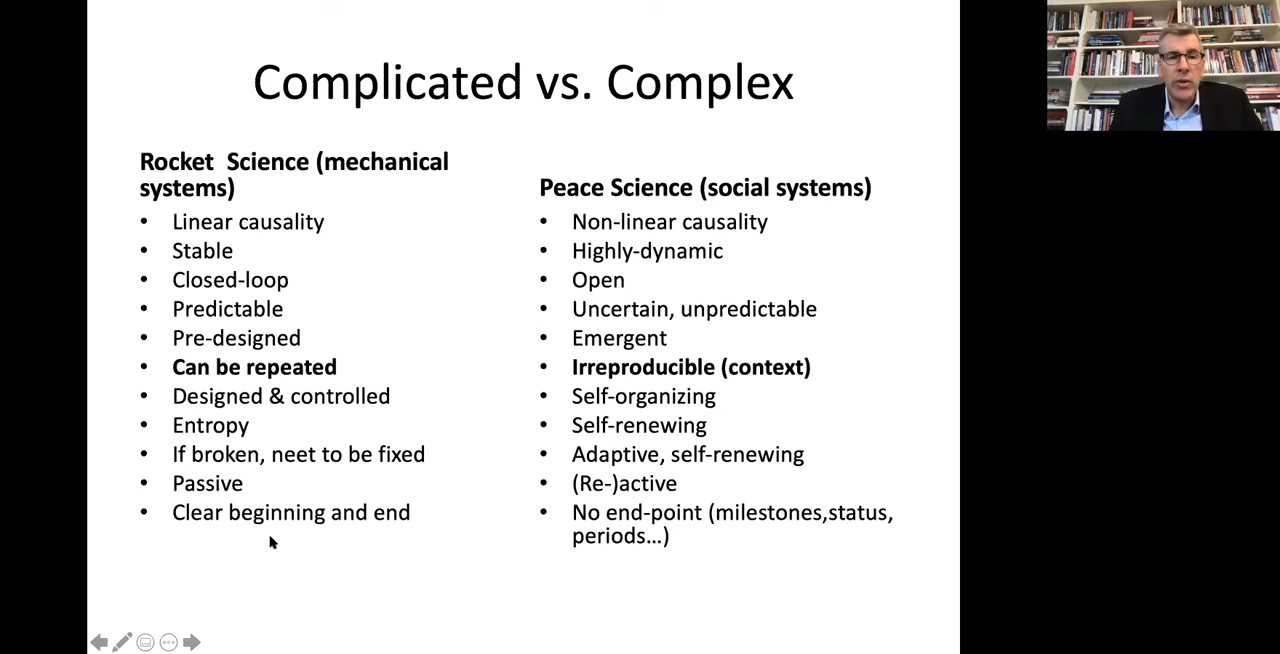 Complicated vs. Complex
Rocket Science (mechanical
systems)
• Linear causality
• Stable
• Closed-loop
• Predictable
• Pre-designed
• Can be repeated
• Designed & controlled
• Entropy
• If broken, neet to be fixed
• Passive
• Clear beginning and end
Peace Science (social systems)
• Non-linear causality
• Highly-dynamic
• Open
• Uncertain, unpredictable
• Emergent
• Irreproducible (context)
• Self-organizing
• Self-renewing
• Adaptive, self-renewing
• (Re-)active
• No end-point (milestones,status,
periods...)